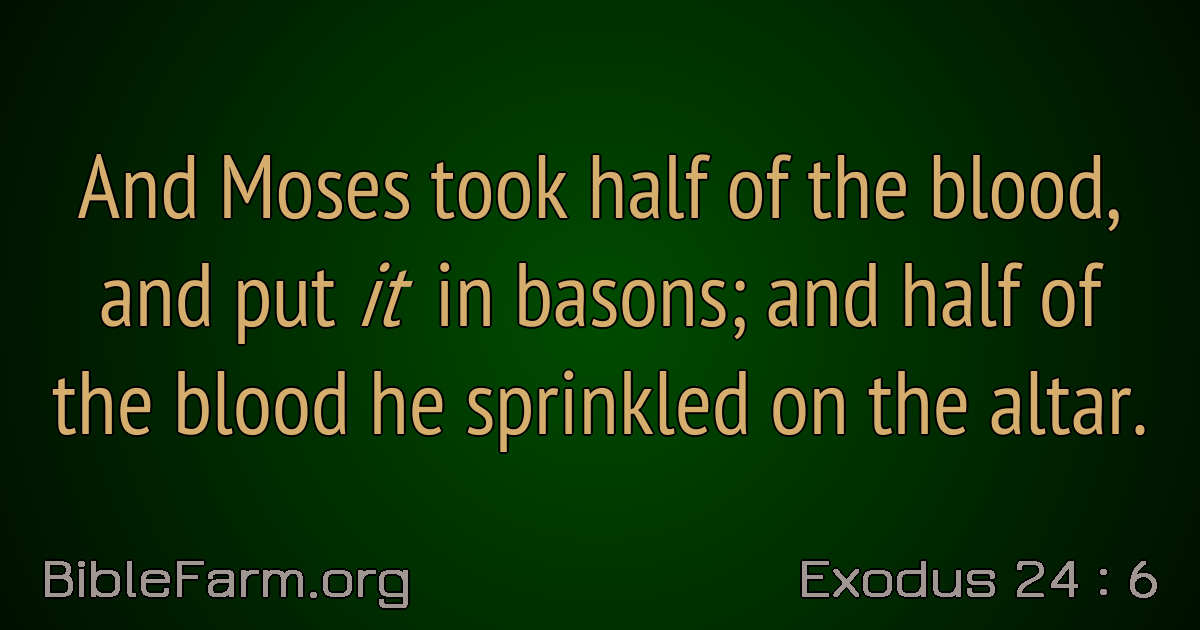 And Moses took half of the blood,
and put it in basons; and half of
the blood he sprinkled on the altar.
BibleFarm.org
Exodus 24 : 6